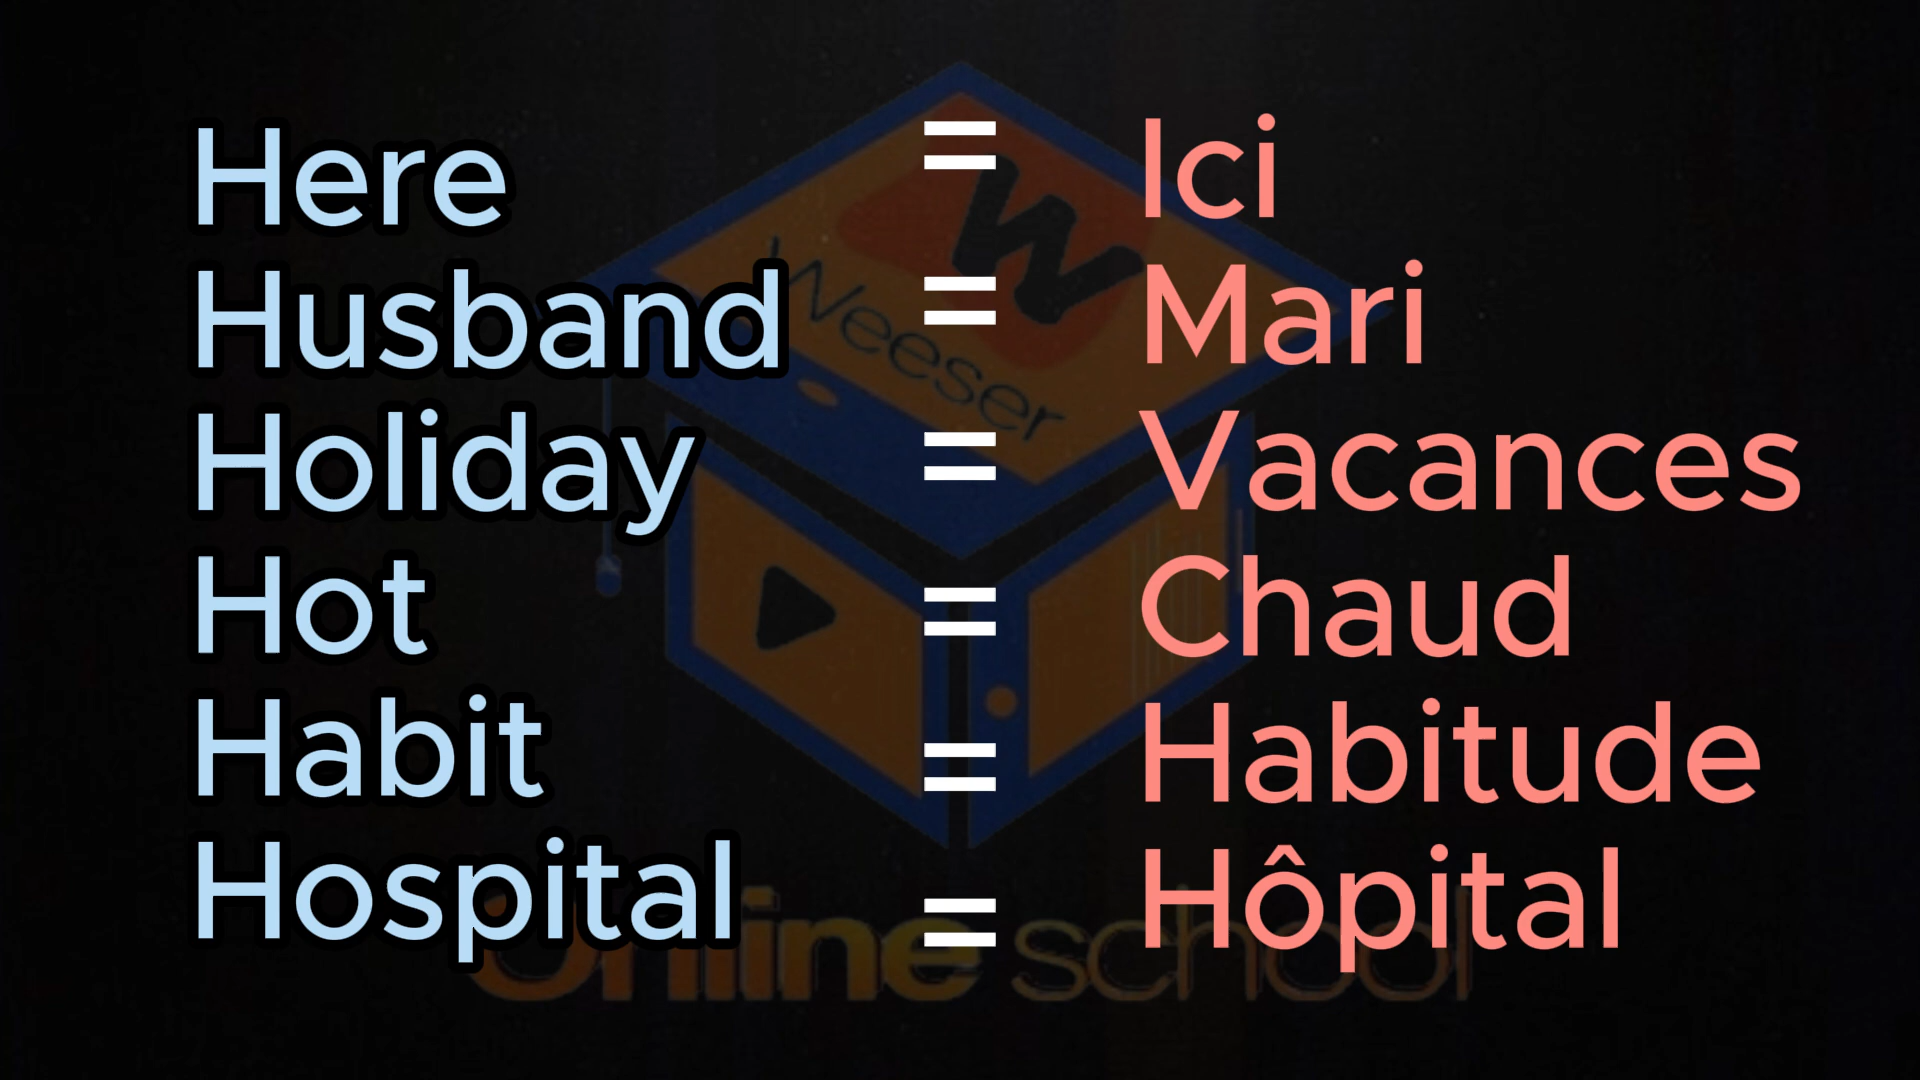 Here = Ici
Husband = Mari
Holiday = Vacances
Hot = Chaud
Habit = Habitude
Hospital = Hôpital
W
Weeser
Online school